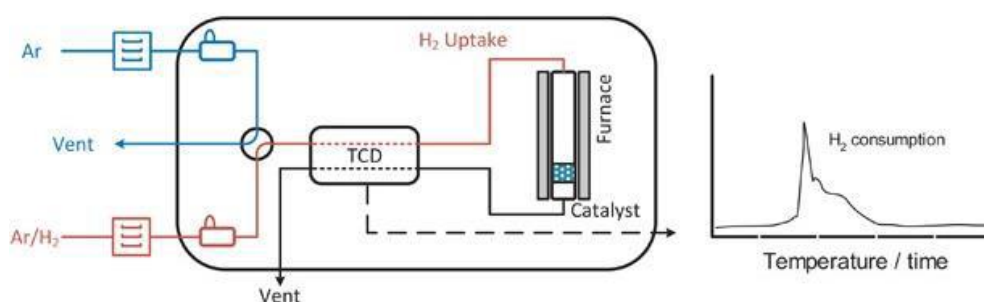 Ar
H₂ Uptake
Furnace
H₂ consumption
Vent
TCD
Catalyst
Ar/H₂
Vent
Temperature / time